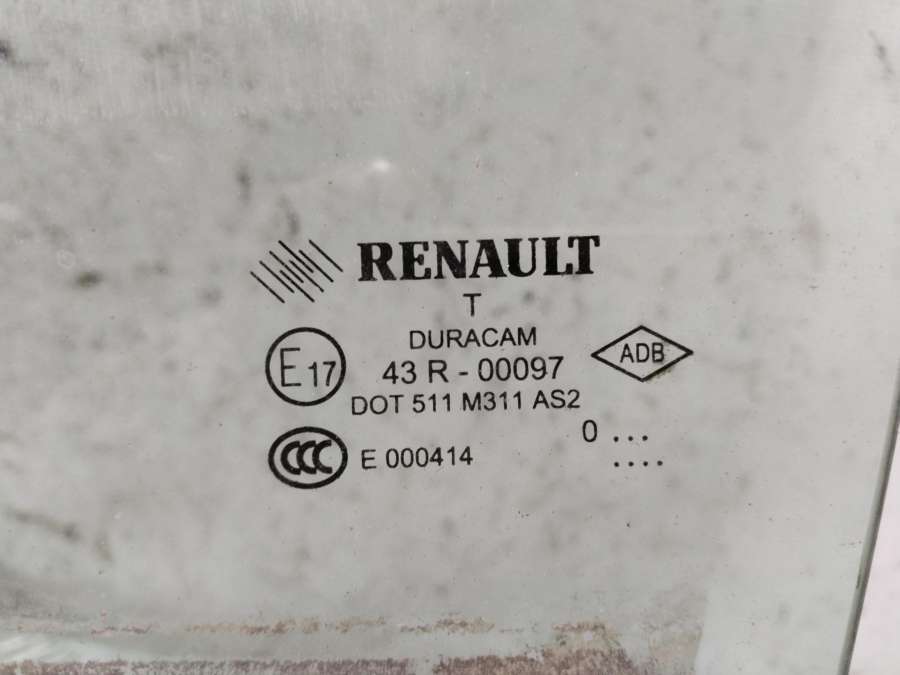 RENAULT
T
DURACAM
E17
43 R - 00097
ADB
DOT 511 M311 AS2
0 ...
....
CCC
E 000414